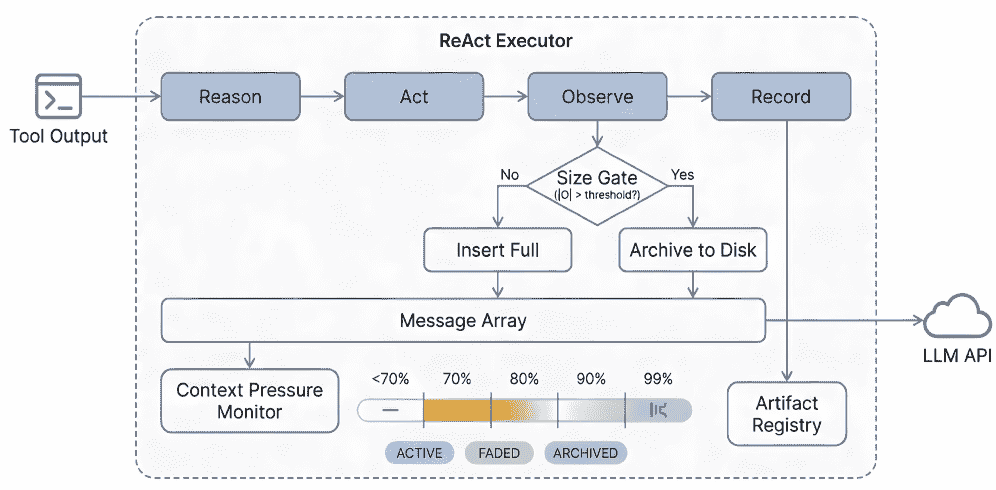 ReAct Executor
Tool Output
Reason
Act
Observe
Record
No
Size Gate
(|O| > threshold?)
Yes
Insert Full
Archive to Disk
Message Array
LLM API
Context Pressure
Monitor
<70%
70%
80%
90%
99%
Artifact
Registry
ACTIVE
FADED
ARCHIVED